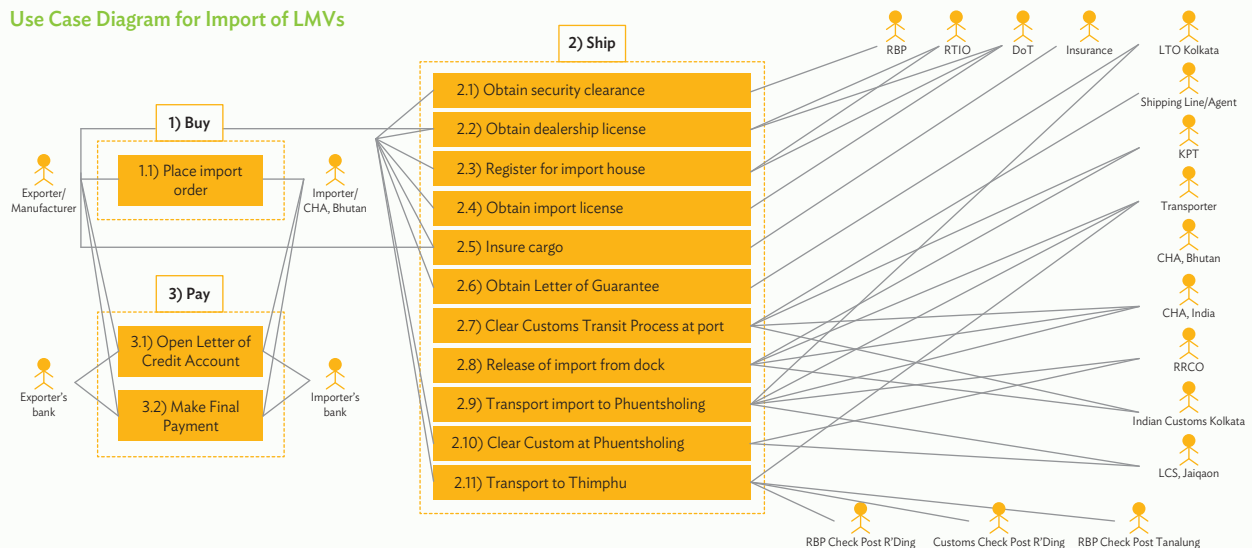 Use Case Diagram for Import of LMVs
1) Buy
1.1) Place import
order
Exporter/
Manufacturer
Importer/
CHA, Bhutan
3) Pay
3.1) Open Letter of
Credit Account
3.2) Make Final
Payment
Exporter's
bank
Importer's
bank
2) Ship
2.1) Obtain security clearance
2.2) Obtain dealership license
2.3) Register for import house
2.4) Obtain import license
2.5) Insure cargo
2.6) Obtain Letter of Guarantee
2.7) Clear Customs Transit Process at port
2.8) Release of import from dock
2.9) Transport import to Phuentsholing
2.10) Clear Custom at Phuentsholing
2.11) Transport to Thimphu
RBP
RTIO
DoT
Insurance
LTO Kolkata
Shipping Line/Agent
KPT
Transporter
CHA, Bhutan
CHA, India
RRCO
Indian Customs Kolkata
LCS, Jaiqaon
RBP Check Post R'Ding
Customs Check Post R'Ding
RBP Check Post Tanalung